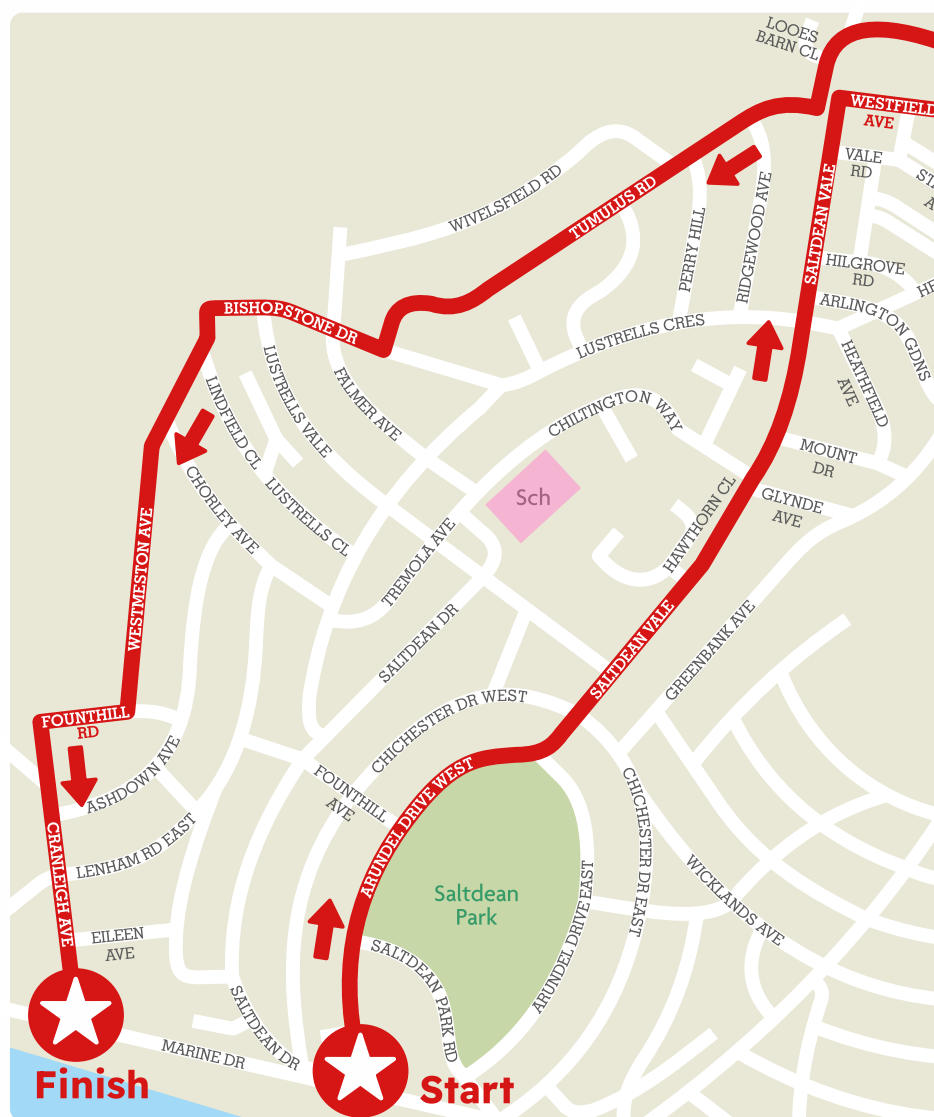 LOOES
BARN CL
WESTFIELD
AVE
VALE
RD
STA
A
WIVELSFIELD RD
TUMULUS RD
SALTDEAN VALE
PERRY HILL
RIDGEWOOD AVE
HILGROVE
RD
HE
ARLINGTON GDNS
BISHOPSTONE DR
LUSTRELLS CRES
LINDFIELD CL
LUSTRELLS VALE
FALMER AVE
CHILTINGTON WAY
HEATHFIELD
AVE
MOUNT
DR
Sch
GLYNDE
AVE
CHORLEY AVE
LUSTRELLS CL
TREMOLA AVE
HAWTHORN CL
WESTMESTON AVE
SALTDEAN DR
SALTDEAN VALE
GREENBANK AVE
FOUNTHILL
RD
CHICHESTER DR WEST
ASHDOWN AVE
FOUNTHILL
AVE
ARUNDEL DRIVE WEST
CHICHESTER DR EAST
CRANLEIGH AVE
LENHAM RD EAST
Saltdean
Park
ARUNDEL DRIVE EAST
WICKLANDS AVE
EILEEN
AVE
SALTDEAN PARK RD
SALTDEAN DR
MARINE DR
Finish
Start